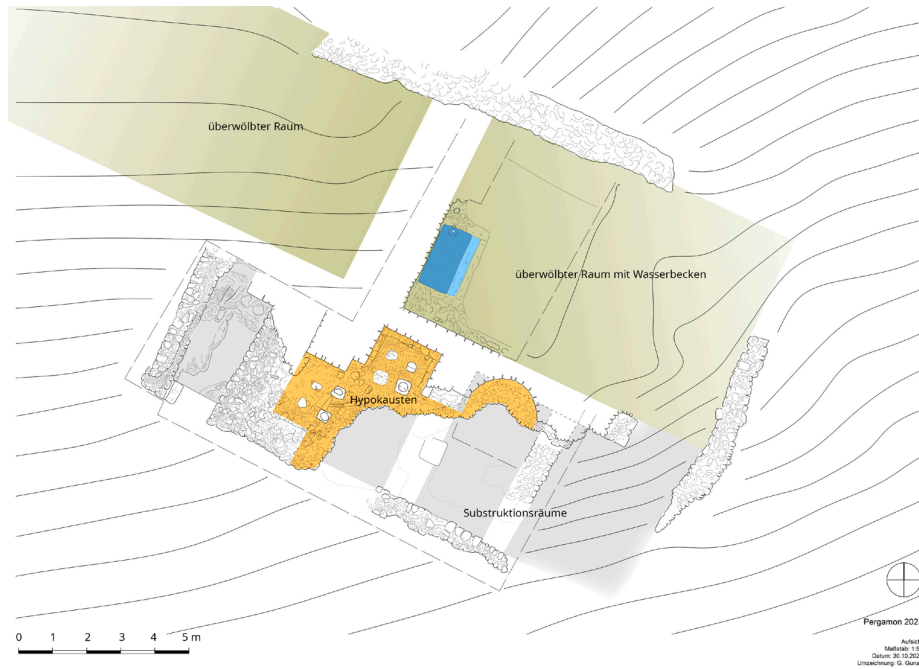 überwölbter Raum
überwölbter Raum mit Wasserbecken
Hypokausten
Substruktionsräume
0 1 2 3 4 5 m
Pergamon 202
Aufsich
Maßstab: 1:5
Datum: 30.10.202
Umzeichnung: G. Guna